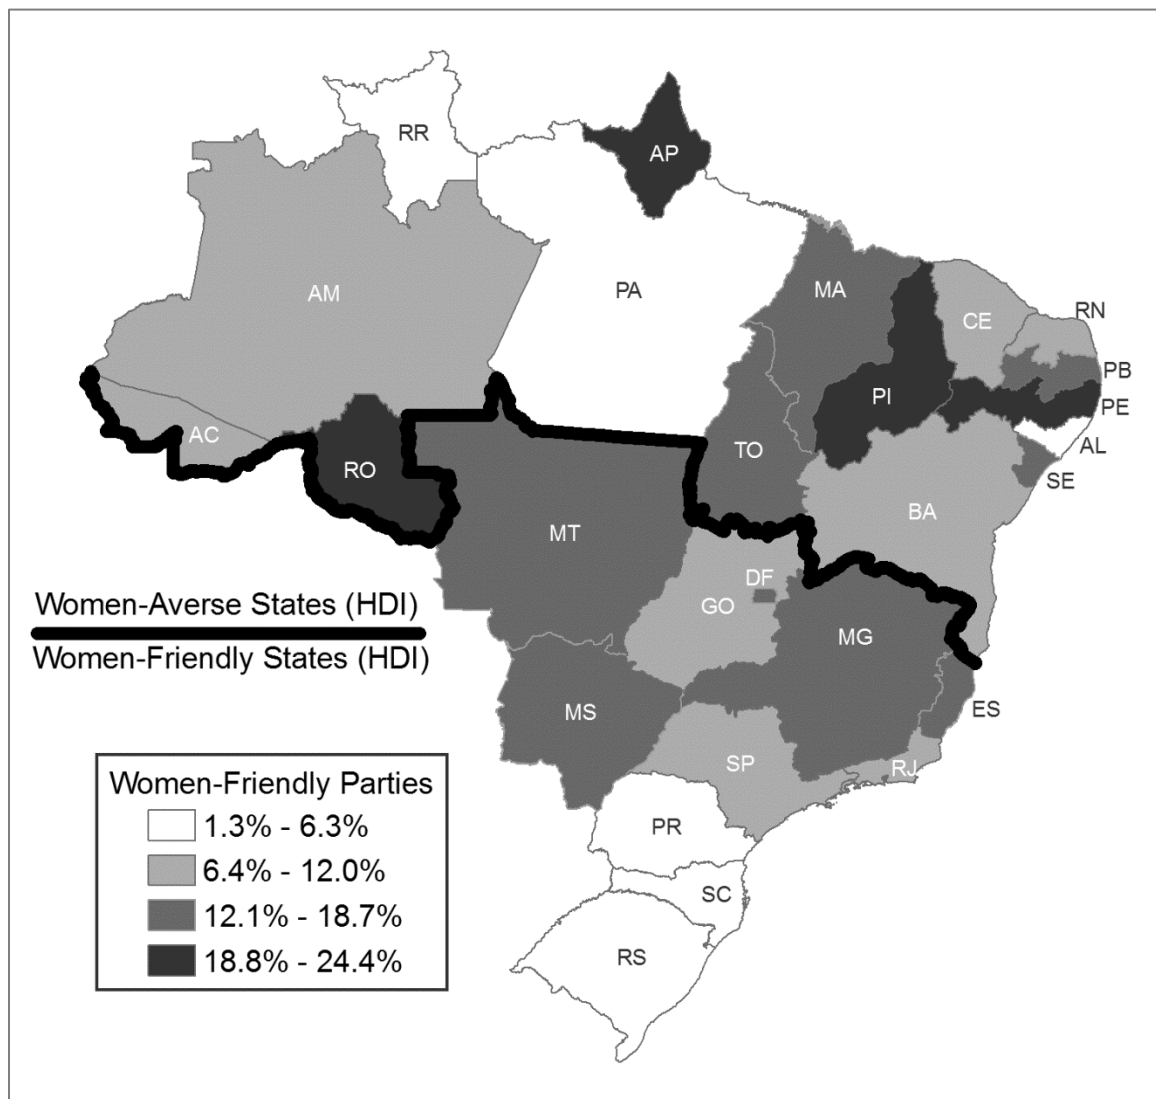 RR
AP
AM
PA
MA
CE
RN
PB
PI
PE
AC
AL
RO
TO
SE
BA
MT
DF
GO
Women-Averse States (HDI)
Women-Friendly States (HDI)
MG
MS
ES
SP
RJ
PR
SC
RS
Women-Friendly Parties
1.3% - 6.3%
6.4% - 12.0%
12.1% - 18.7%
18.8% - 24.4%